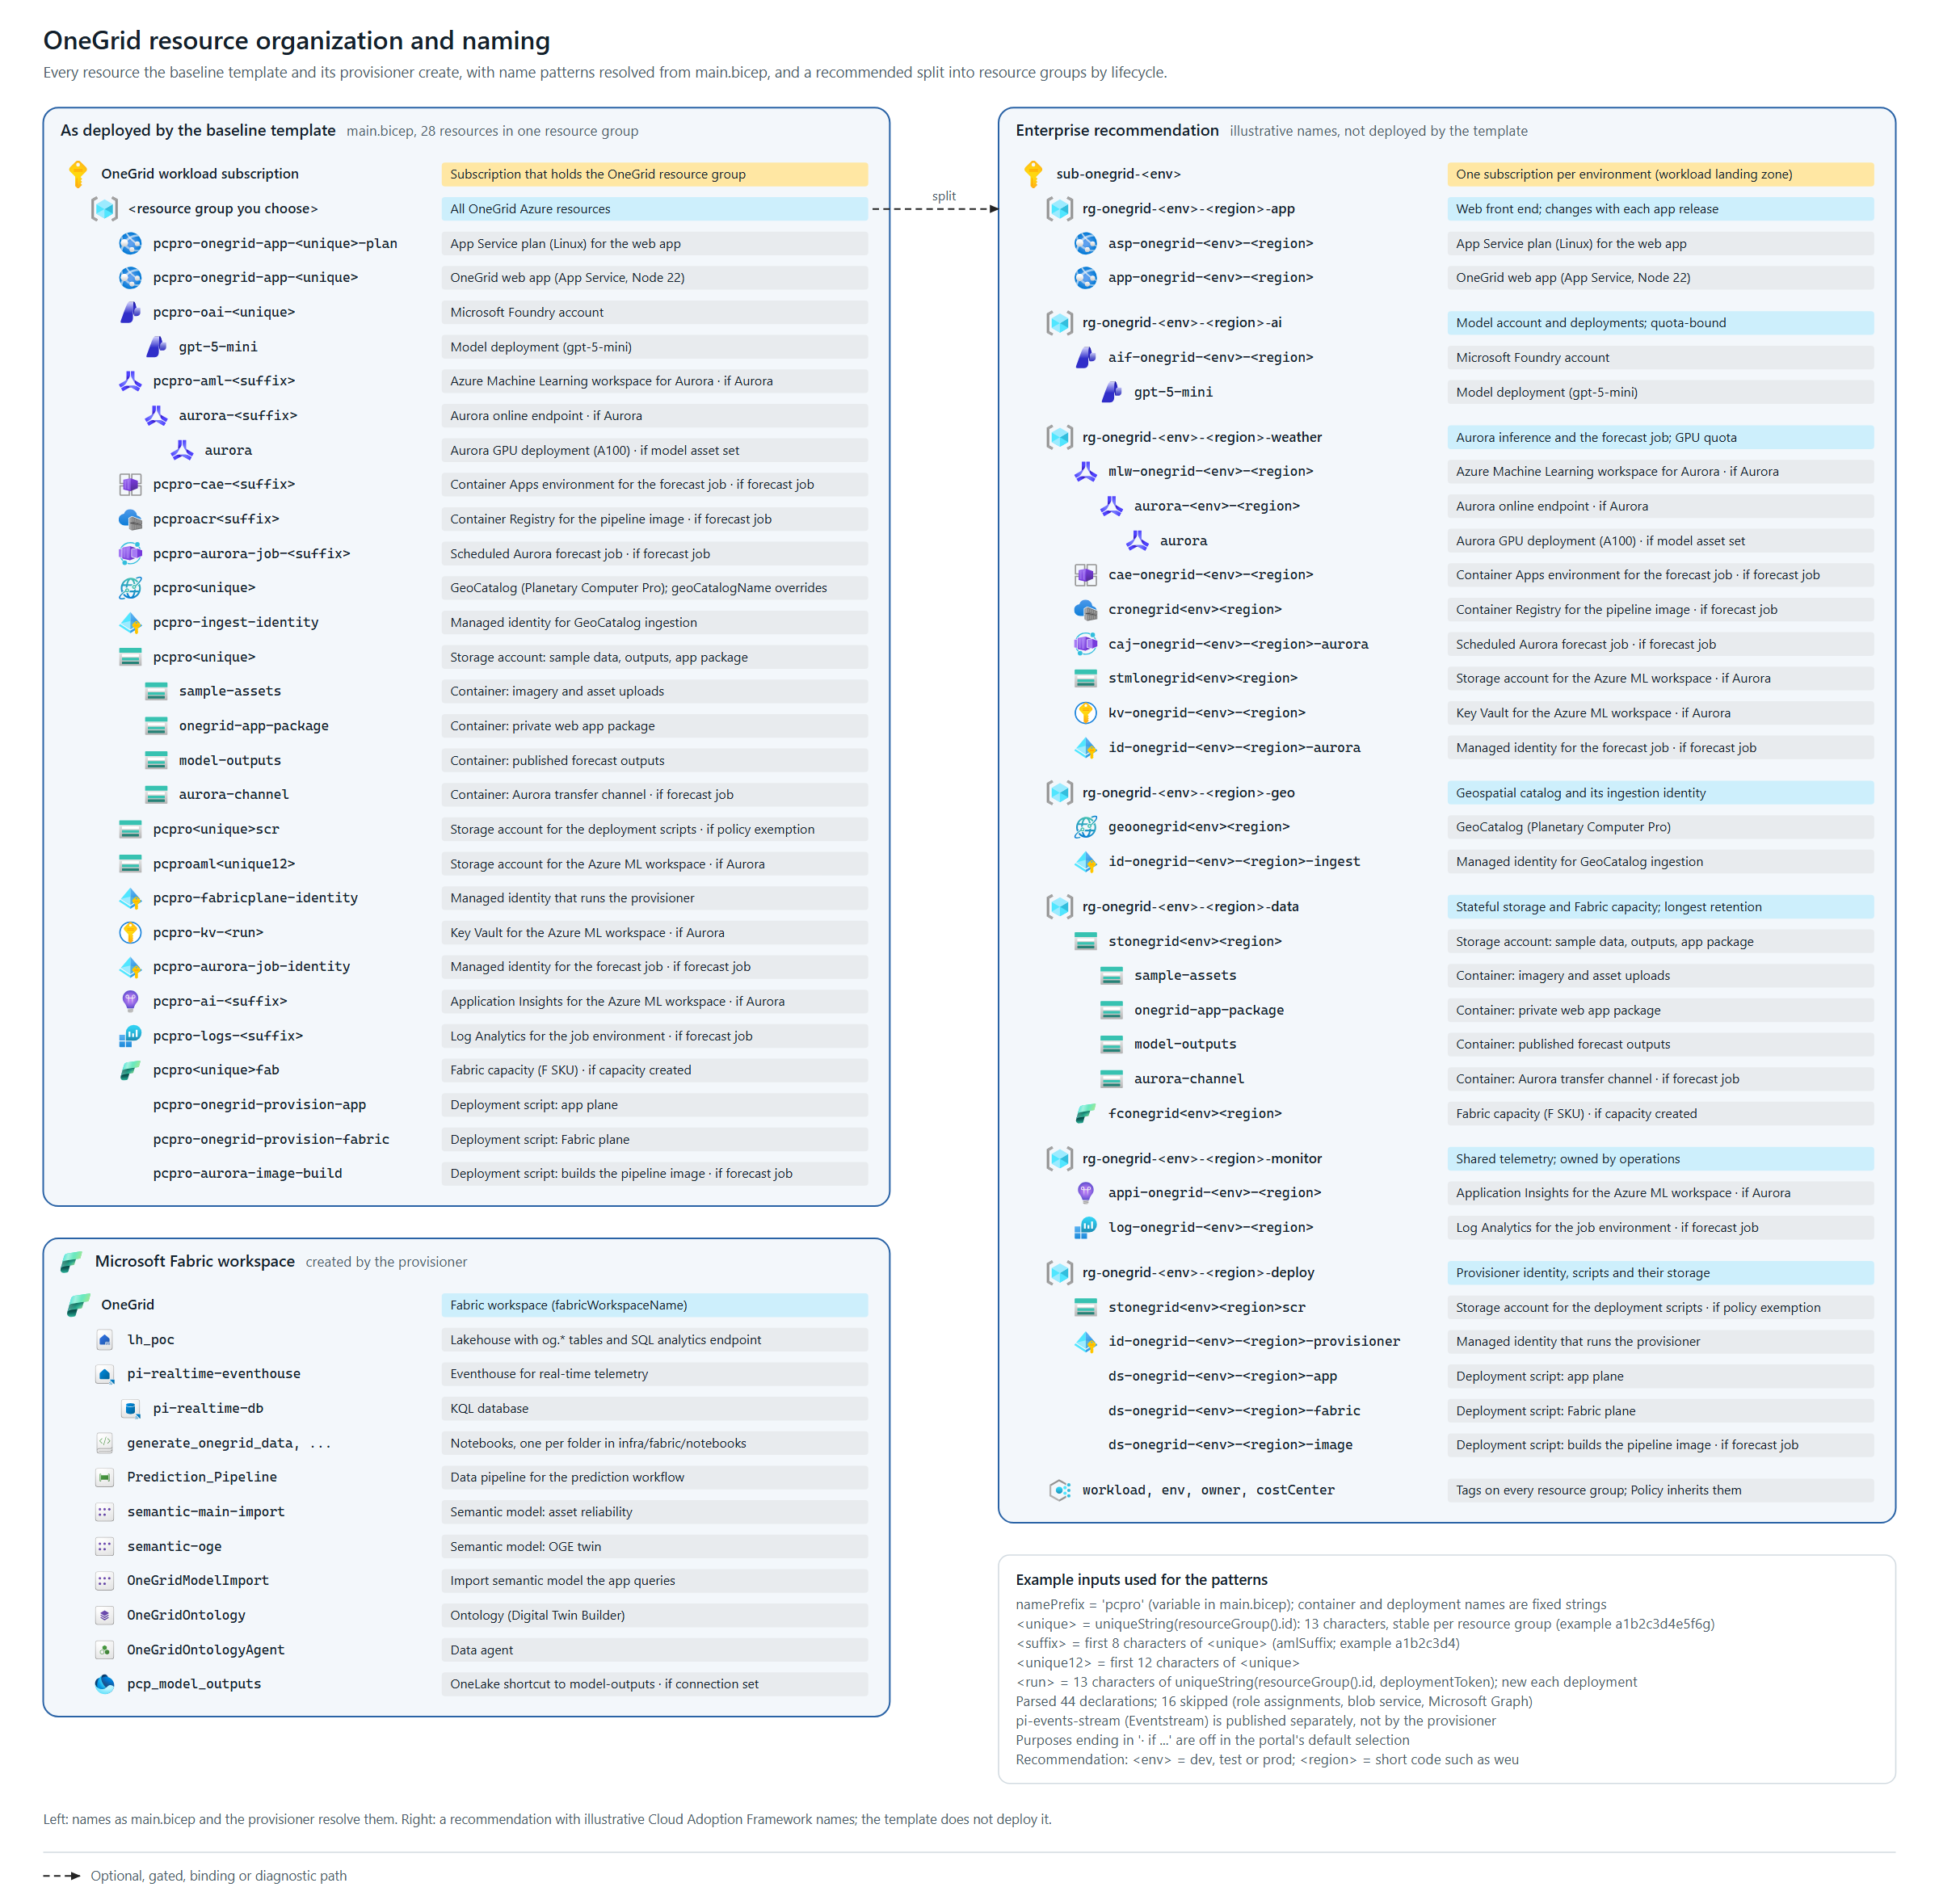 OneGrid resource organization and naming
Every resource the baseline template and its provisioner create, with name patterns resolved from main.bicep, and a recommended split into resource groups by lifecycle.
As deployed by the baseline template main.bicep, 28 resources in one resource group
OneGrid workload subscription Subscription that holds the OneGrid resource group
<resource group you choose> All OneGrid Azure resources
pcpro-onegrid-app-<unique>-plan App Service plan (Linux) for the web app
pcpro-onegrid-app-<unique> OneGrid web app (App Service, Node 22)
pcpro-oai-<unique> Microsoft Foundry account
gpt-5-mini Model deployment (gpt-5-mini)
pcpro-aml-<suffix> Azure Machine Learning workspace for Aurora · if Aurora
aurora-<suffix> Aurora online endpoint · if Aurora
aurora Aurora GPU deployment (A100) · if model asset set
pcpro-cae-<suffix> Container Apps environment for the forecast job · if forecast job
pcproacr<suffix> Container Registry for the pipeline image · if forecast job
pcpro-aurora-job-<suffix> Scheduled Aurora forecast job · if forecast job
pcpro<unique> GeoCatalog (Planetary Computer Pro); geoCatalogName overrides
pcpro-ingest-identity Managed identity for GeoCatalog ingestion
pcpro<unique> Storage account: sample data, outputs, app package
sample-assets Container: imagery and asset uploads
onegrid-app-package Container: private web app package
model-outputs Container: published forecast outputs
aurora-channel Container: Aurora transfer channel · if forecast job
pcpro<unique>scr Storage account for the deployment scripts · if policy exemption
pcproaml<unique12> Storage account for the Azure ML workspace · if Aurora
pcpro-fabricplane-identity Managed identity that runs the provisioner
pcpro-kv-<run> Key Vault for the Azure ML workspace · if Aurora
pcpro-aurora-job-identity Managed identity for the forecast job · if forecast job
pcpro-ai-<suffix> Application Insights for the Azure ML workspace · if Aurora
pcpro-logs-<suffix> Log Analytics for the job environment · if forecast job
pcpro<unique>fab Fabric capacity (F SKU) · if capacity created
pcpro-onegrid-provision-app Deployment script: app plane
pcpro-onegrid-provision-fabric Deployment script: Fabric plane
pcpro-aurora-image-build Deployment script: builds the pipeline image · if forecast job
Microsoft Fabric workspace created by the provisioner
OneGrid Fabric workspace (fabricWorkspaceName)
lh_poc Lakehouse with og.* tables and SQL analytics endpoint
pi-realtime-eventhouse Eventhouse for real-time telemetry
pi-realtime-db KQL database
generate_onegrid_data, ... Notebooks, one per folder in infra/fabric/notebooks
Prediction_Pipeline Data pipeline for the prediction workflow
semantic-main-import Semantic model: asset reliability
semantic-oge Semantic model: OGE twin
OneGridModelImport Import semantic model the app queries
OneGridOntology Ontology (Digital Twin Builder)
OneGridOntologyAgent Data agent
pcp_model_outputs OneLake shortcut to model-outputs · if connection set
split
Enterprise recommendation illustrative names, not deployed by the template
sub-onegrid-<env> One subscription per environment (workload landing zone)
rg-onegrid-<env>-<region>-app Web front end; changes with each app release
asp-onegrid-<env>-<region> App Service plan (Linux) for the web app
app-onegrid-<env>-<region> OneGrid web app (App Service, Node 22)
rg-onegrid-<env>-<region>-ai Model account and deployments; quota-bound
aif-onegrid-<env>-<region> Microsoft Foundry account
gpt-5-mini Model deployment (gpt-5-mini)
rg-onegrid-<env>-<region>-weather Aurora inference and the forecast job; GPU quota
mlw-onegrid-<env>-<region> Azure Machine Learning workspace for Aurora · if Aurora
aurora-<env>-<region> Aurora online endpoint · if Aurora
aurora Aurora GPU deployment (A100) · if model asset set
cae-onegrid-<env>-<region> Container Apps environment for the forecast job · if forecast job
cronegrid<env><region> Container Registry for the pipeline image · if forecast job
caj-onegrid-<env>-<region>-aurora Scheduled Aurora forecast job · if forecast job
stmlonegrid<env><region> Storage account for the Azure ML workspace · if Aurora
kv-onegrid-<env>-<region> Key Vault for the Azure ML workspace · if Aurora
id-onegrid-<env>-<region>-aurora Managed identity for the forecast job · if forecast job
rg-onegrid-<env>-<region>-geo Geospatial catalog and its ingestion identity
geoonegrid<env><region> GeoCatalog (Planetary Computer Pro)
id-onegrid-<env>-<region>-ingest Managed identity for GeoCatalog ingestion
rg-onegrid-<env>-<region>-data Stateful storage and Fabric capacity; longest retention
stonegrid<env><region> Storage account: sample data, outputs, app package
sample-assets Container: imagery and asset uploads
onegrid-app-package Container: private web app package
model-outputs Container: published forecast outputs
aurora-channel Container: Aurora transfer channel · if forecast job
fconegrid<env><region> Fabric capacity (F SKU) · if capacity created
rg-onegrid-<env>-<region>-monitor Shared telemetry; owned by operations
appi-onegrid-<env>-<region> Application Insights for the Azure ML workspace · if Aurora
log-onegrid-<env>-<region> Log Analytics for the job environment · if forecast job
rg-onegrid-<env>-<region>-deploy Provisioner identity, scripts and their storage
stonegrid<env><region>scr Storage account for the deployment scripts · if policy exemption
id-onegrid-<env>-<region>-provisioner Managed identity that runs the provisioner
ds-onegrid-<env>-<region>-app Deployment script: app plane
ds-onegrid-<env>-<region>-fabric Deployment script: Fabric plane
ds-onegrid-<env>-<region>-image Deployment script: builds the pipeline image · if forecast job
workload, env, owner, costCenter Tags on every resource group; Policy inherits them
Example inputs used for the patterns
namePrefix = 'pcpro' (variable in main.bicep); container and deployment names are fixed strings
<unique> = uniqueString(resourceGroup().id): 13 characters, stable per resource group (example a1b2c3d4e5f6g)
<suffix> = first 8 characters of <unique> (amlSuffix; example a1b2c3d4)
<unique12> = first 12 characters of <unique>
<run> = 13 characters of uniqueString(resourceGroup().id, deploymentToken); new each deployment
Parsed 44 declarations; 16 skipped (role assignments, blob service, Microsoft Graph)
pi-events-stream (Eventstream) is published separately, not by the provisioner
Purposes ending in '· if ...' are off in the portal's default selection
Recommendation: <env> = dev, test or prod; <region> = short code such as weu
Left: names as main.bicep and the provisioner resolve them. Right: a recommendation with illustrative Cloud Adoption Framework names; the template does not deploy it.
Optional, gated, binding or diagnostic path